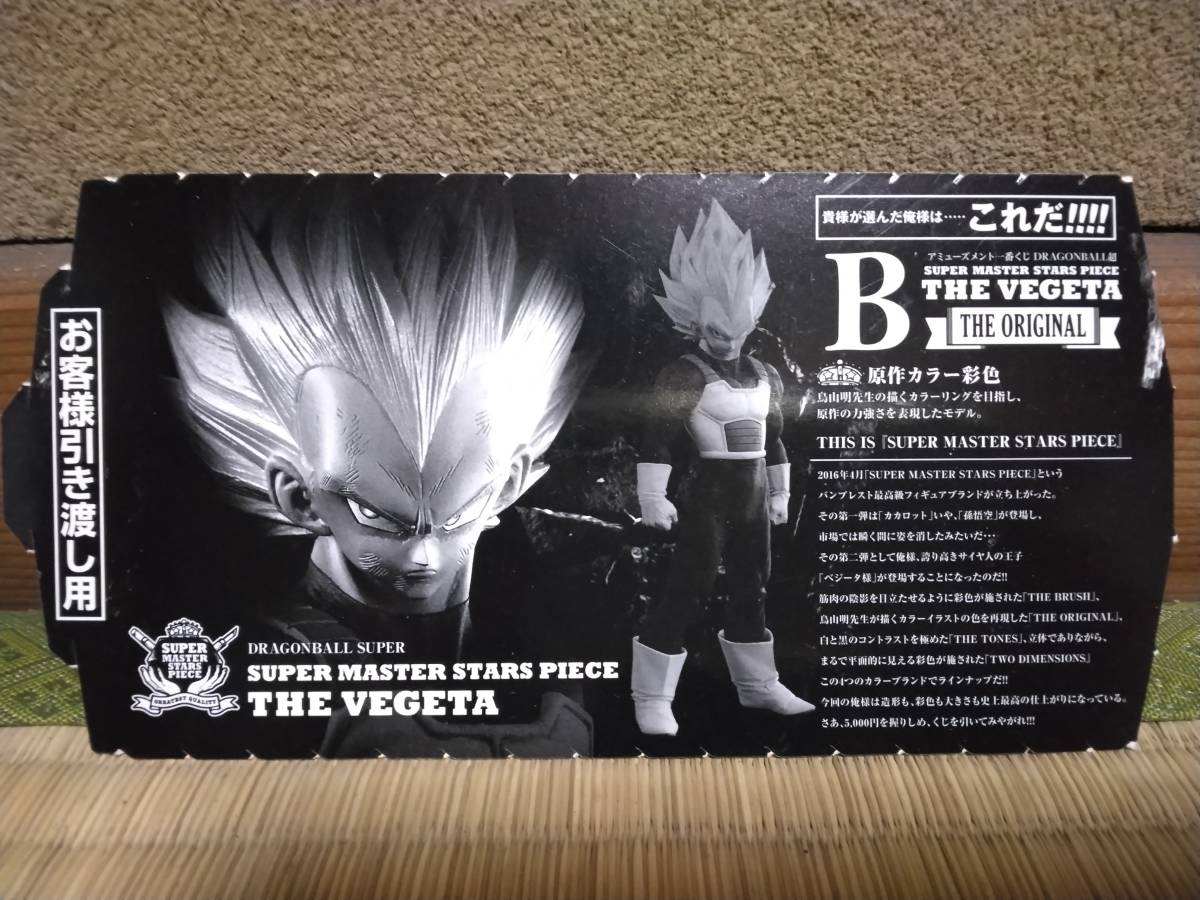 お客様引き渡し用
SUPER
MASTER
STARS
PIECE
GREATEST QUALITY
DRAGONBALL SUPER
SUPER MASTER STARS PIECE
THE VEGETA
貴様が選んだ俺様は……これだ!!!!
B
アミューズメント一番くじ DRAGONBALL超
SUPER MASTER STARS PIECE
THE VEGETA
THE ORIGINAL
原作カラー彩色
鳥山明先生の描くカラーリングを目指し、
原作の力強さを表現したモデル。
THIS IS『SUPER MASTER STARS PIECE』
2016年4月「SUPER MASTER STARS PIECE」という
バンプレスト最高級フィギュアブランドが立ち上がった。
その第一弾は「カカロット」いや、「孫悟空」が登場し、
市場では瞬く間に姿を消したみたいだ…
その第二弾として俺様、誇り高きサイヤ人の王子
「ベジータ様」が登場することになったのだ!!
筋肉の陰影を目立たせるように彩色が施された「THE BRUSH」、
鳥山明先生が描くカラーイラストの色を再現した「THE ORIGINAL」、
白と黒のコントラストを極めた「THE TONES」、立体でありながら、
まるで平面的に見える彩色が施された「TWO DIMENSIONS」
この4つのカラーブランドでラインナップだ!!
今回の俺様は造形も、彩色も大きさも史上最高の仕上がりになっている。
さあ、5,000円を握りしめ、くじを引いてみやがれ!!!